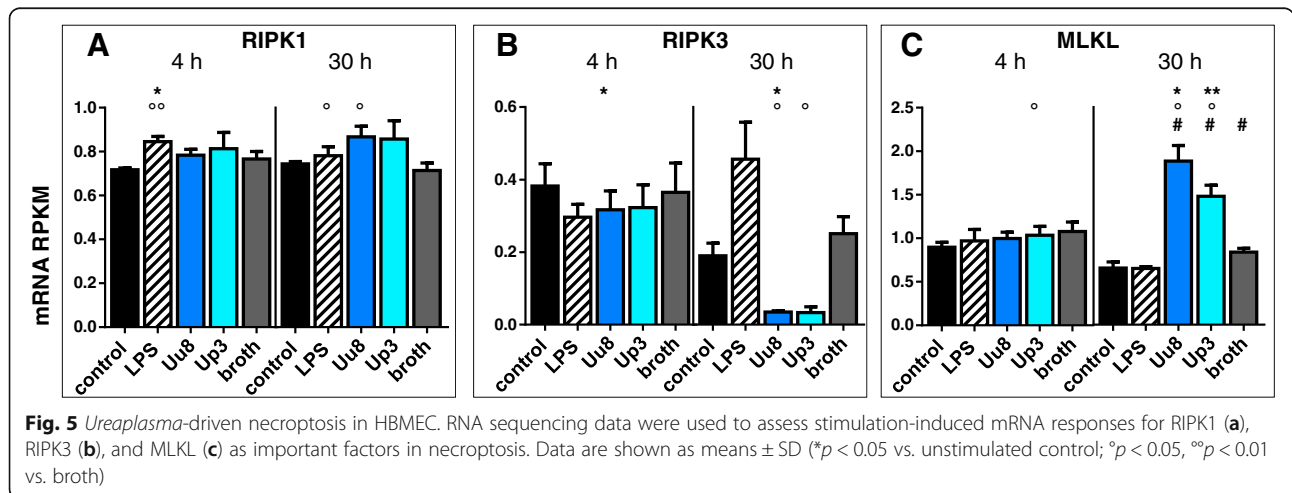 A RIPK1
4 h 30 h
* 
°° ° °
mRNA RPKM
1.0
0.8
0.6
0.4
0.2
0.0
control LPS Uu8 Up3 broth control LPS Uu8 Up3 broth
B RIPK3
4 h 30 h
* *
° °
0.6
0.4
0.2
0.0
control LPS Uu8 Up3 broth control LPS Uu8 Up3 broth
C MLKL
4 h 30 h
* **
° ° °
# # #
2.5
2.0
1.5
1.0
0.5
0.0
control LPS Uu8 Up3 broth control LPS Uu8 Up3 broth
Fig. 5 Ureaplasma-driven necroptosis in HBMEC. RNA sequencing data were used to assess stimulation-induced mRNA responses for RIPK1 (a),
RIPK3 (b), and MLKL (c) as important factors in necroptosis. Data are shown as means ± SD (*p < 0.05 vs. unstimulated control; °p < 0.05, °°p < 0.01
vs. broth)